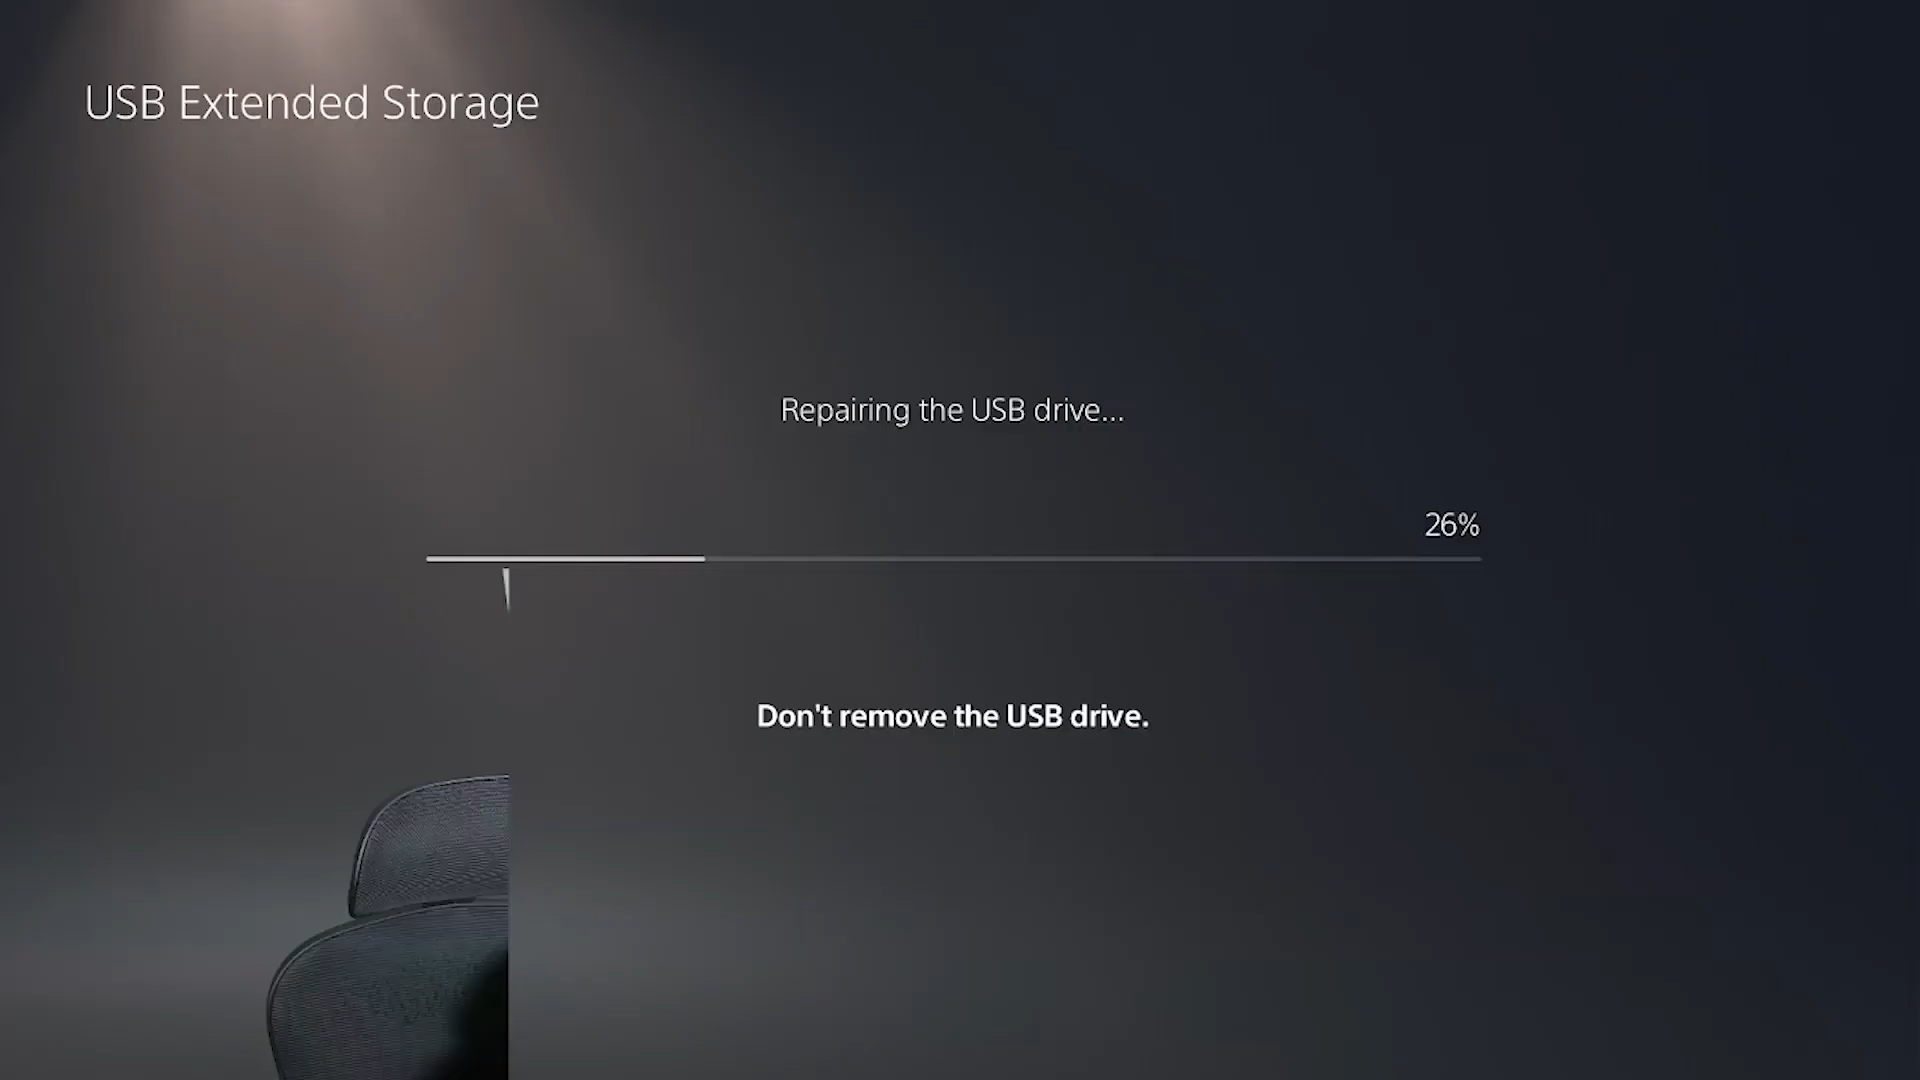 USB Extended Storage
Repairing the USB drive...
26%
Don't remove the USB drive.